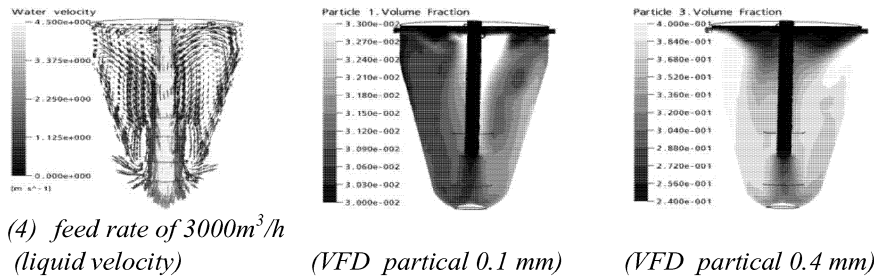 Water velocity
4.500e+000
3.375e+000
2.250e+000
1.125e+000
0.000e+000
(m s^-1)
Particle 1.Volume Fraction
3.300e-002
3.270e-002
3.240e-002
3.210e-002
3.180e-002
3.150e-002
3.120e-002
3.090e-002
3.060e-002
3.030e-002
3.000e-002
Particle 3.Volume Fraction
4.000e-001
3.840e-001
3.680e-001
3.520e-001
3.360e-001
3.200e-001
3.040e-001
2.880e-001
2.720e-001
2.560e-001
2.400e-001
(4) feed rate of 3000m³/h
(liquid velocity)
(VFD partical 0.1 mm)
(VFD partical 0.4 mm)